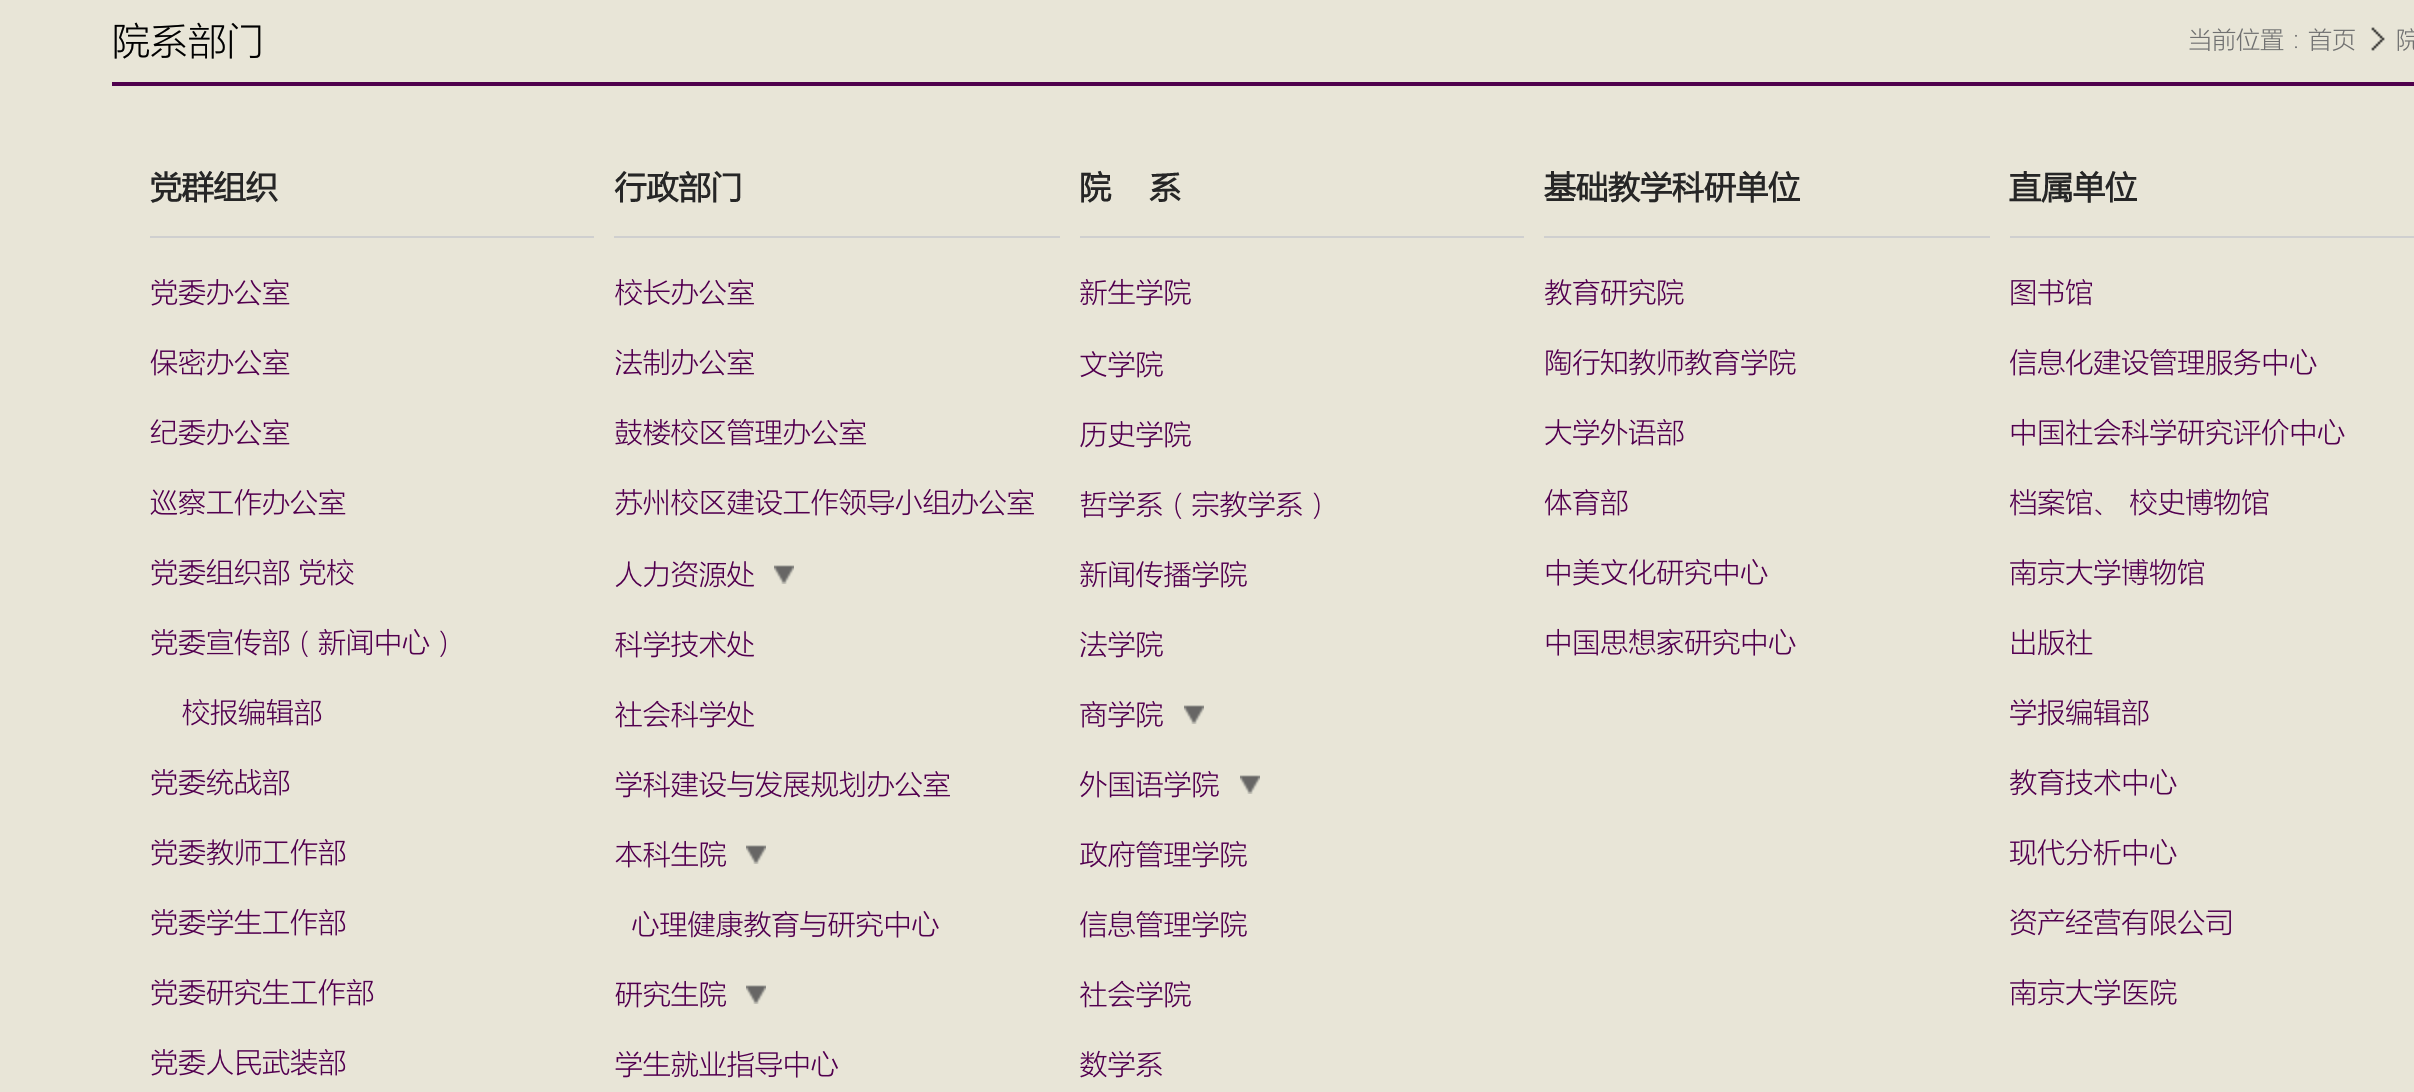 院系部门
当前位置：首页 > 院
党群组织
党委办公室
保密办公室
纪委办公室
巡察工作办公室
党委组织部 党校
党委宣传部（新闻中心）
校报编辑部
党委统战部
党委教师工作部
党委学生工作部
党委研究生工作部
党委人民武装部
行政部门
校长办公室
法制办公室
鼓楼校区管理办公室
苏州校区建设工作领导小组办公室
人力资源处 ▼
科学技术处
社会科学处
学科建设与发展规划办公室
本科生院 ▼
心理健康教育与研究中心
研究生院 ▼
学生就业指导中心
院 系
新生学院
文学院
历史学院
哲学系（宗教学系）
新闻传播学院
法学院
商学院 ▼
外国语学院 ▼
政府管理学院
信息管理学院
社会学院
数学系
基础教学科研单位
教育研究院
陶行知教师教育学院
大学外语部
体育部
中美文化研究中心
中国思想家研究中心
直属单位
图书馆
信息化建设管理服务中心
中国社会科学研究评价中心
档案馆、 校史博物馆
南京大学博物馆
出版社
学报编辑部
教育技术中心
现代分析中心
资产经营有限公司
南京大学医院